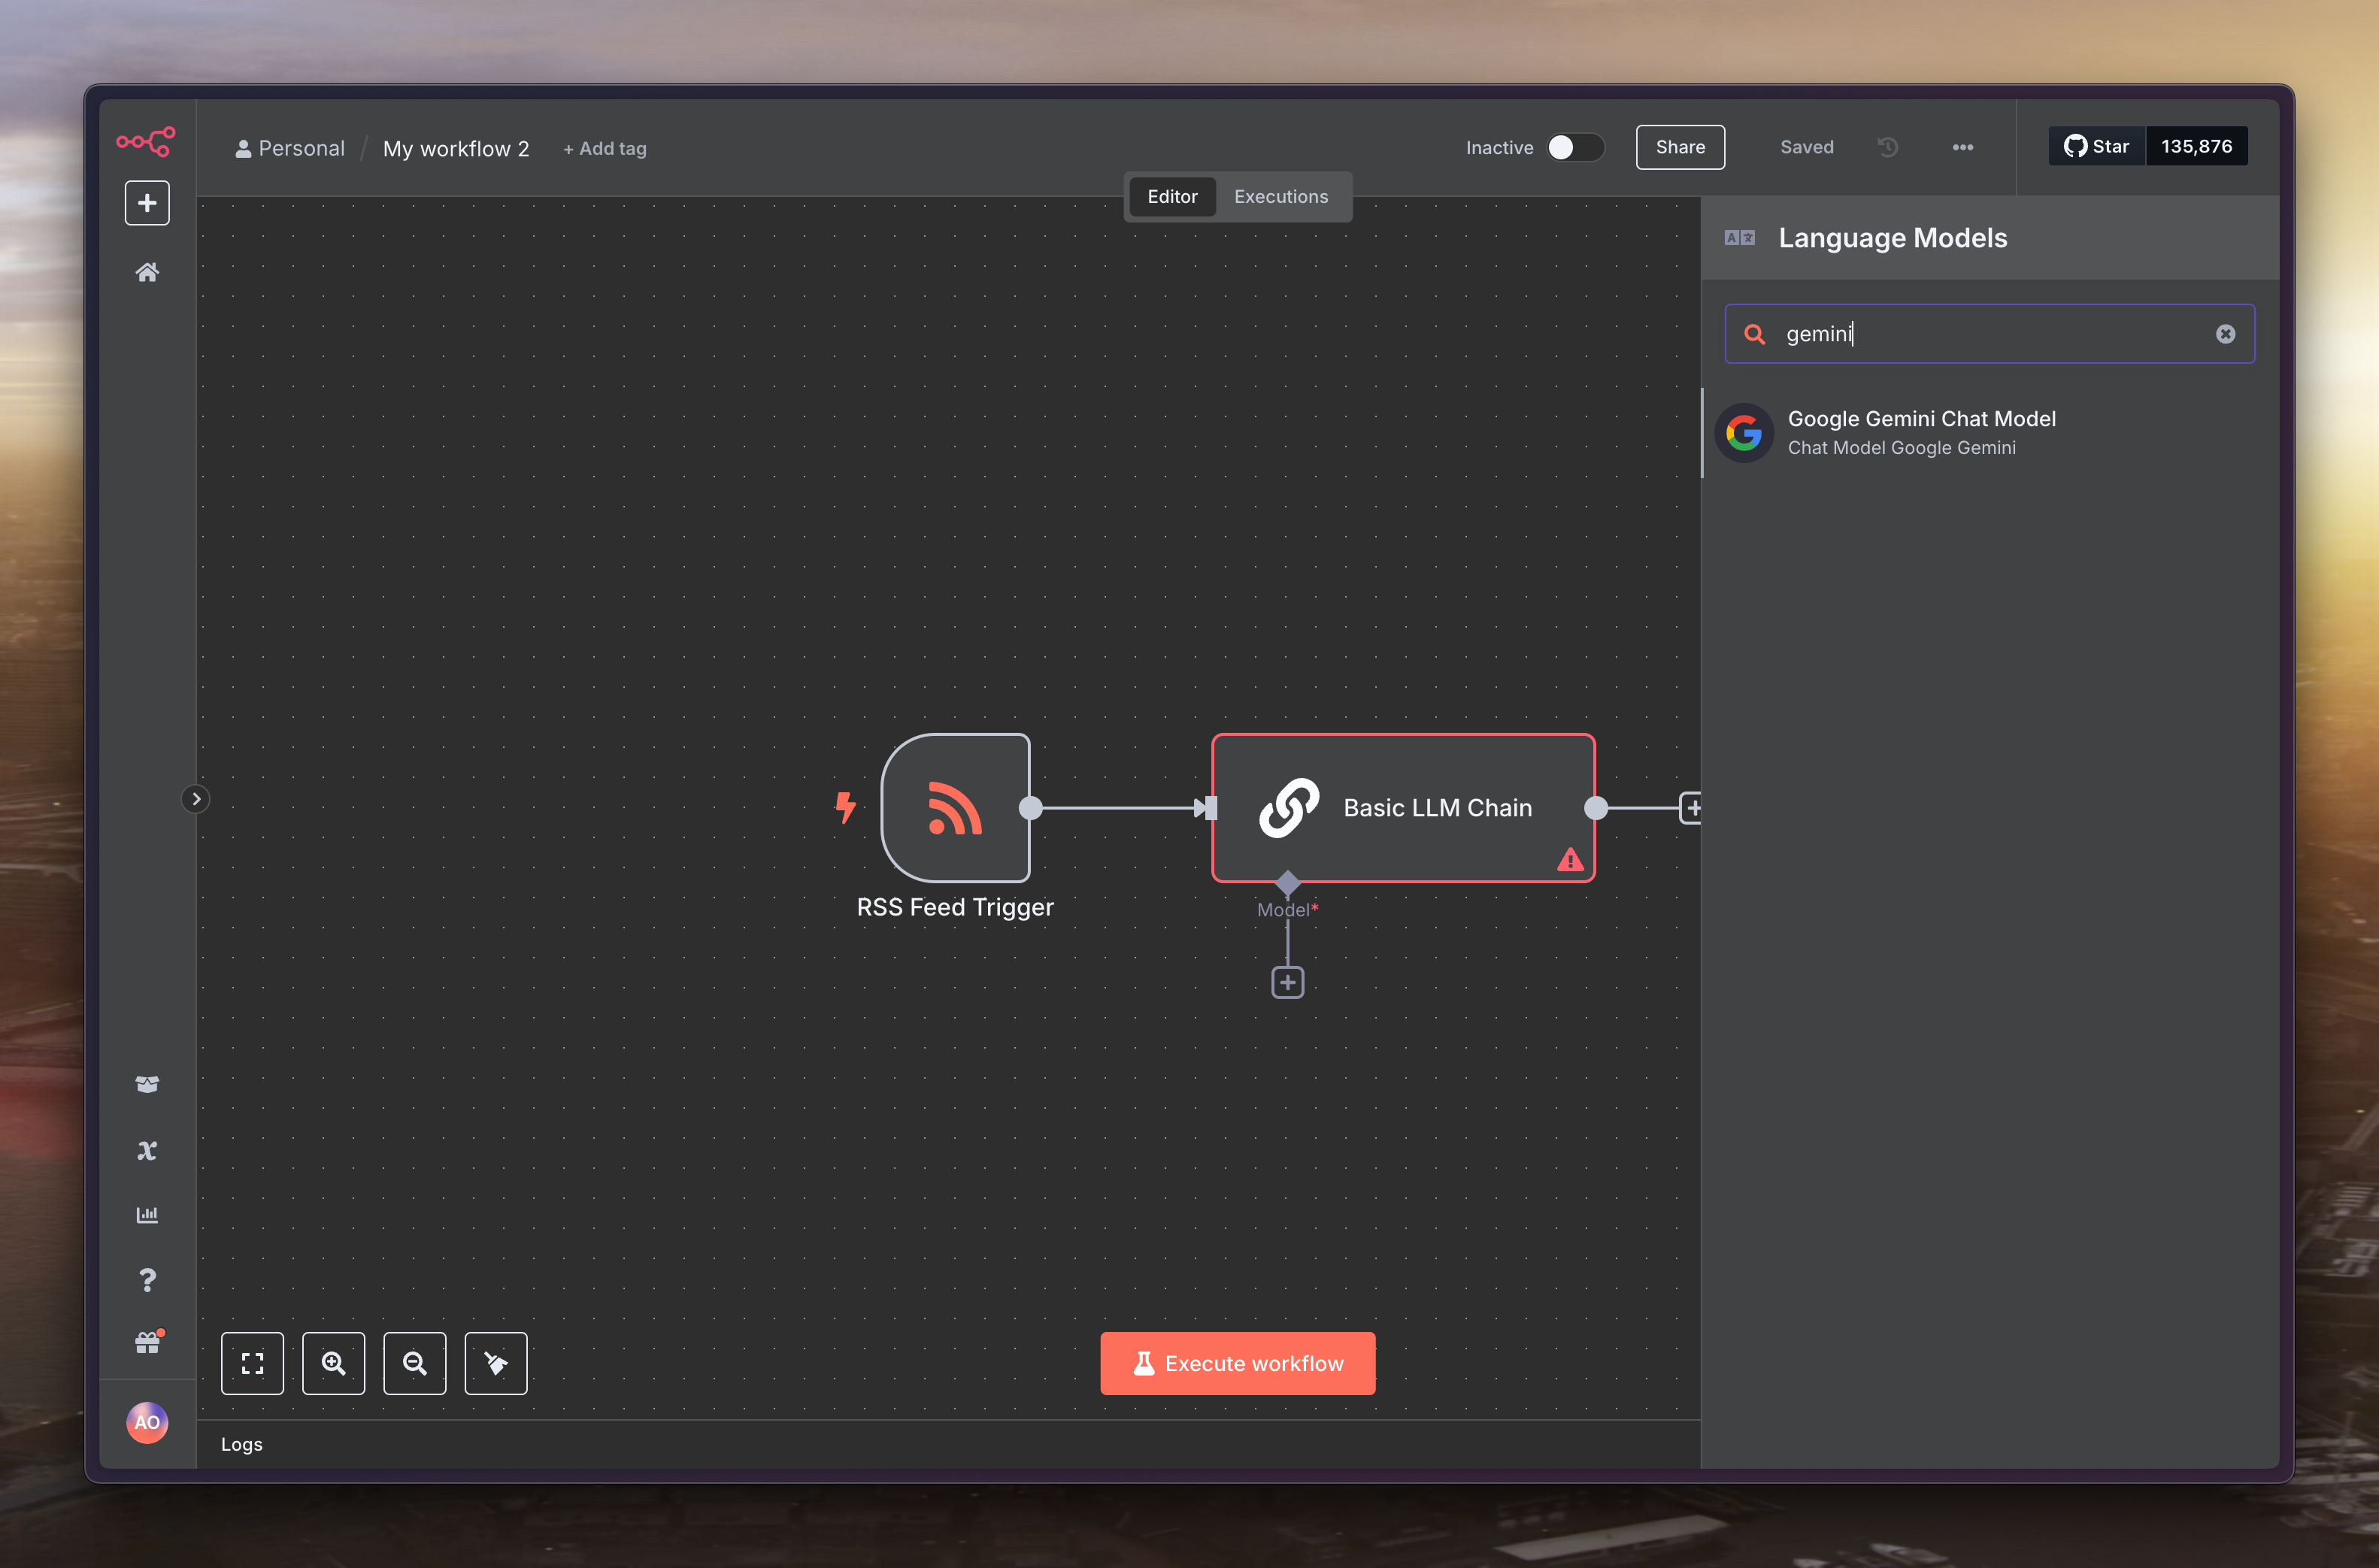 Personal / My workflow 2 + Add tag
Inactive
Share
Saved
Star 135,876
Editor Executions
Language Models
gemini
Google Gemini Chat Model
Chat Model Google Gemini
Basic LLM Chain
RSS Feed Trigger
Model*
Execute workflow
AO
Logs